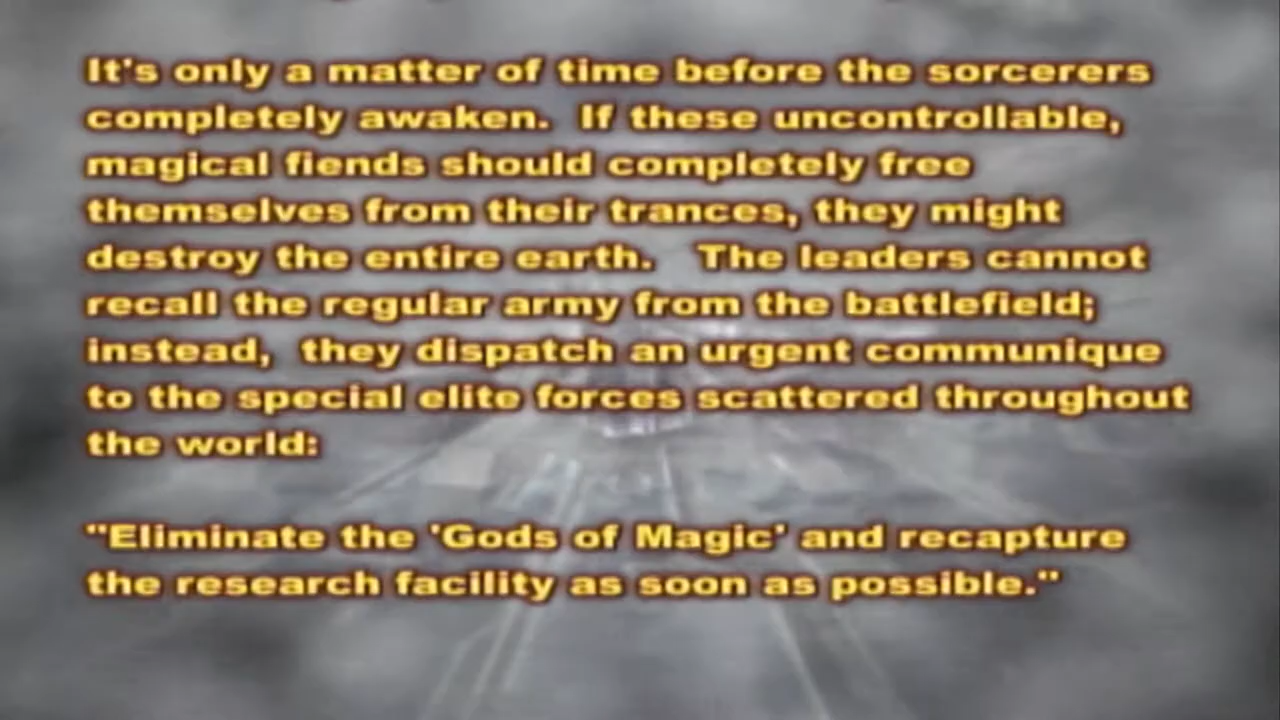 It's only a matter of time before the sorcerers
completely awaken.  If these uncontrollable,
magical fiends should completely free
themselves from their trances, they might
destroy the entire earth.   The leaders cannot
recall the regular army from the battlefield;
instead,  they dispatch an urgent communique
to the special elite forces scattered throughout
the world:
"Eliminate the 'Gods of Magic' and recapture
the research facility as soon as possible."